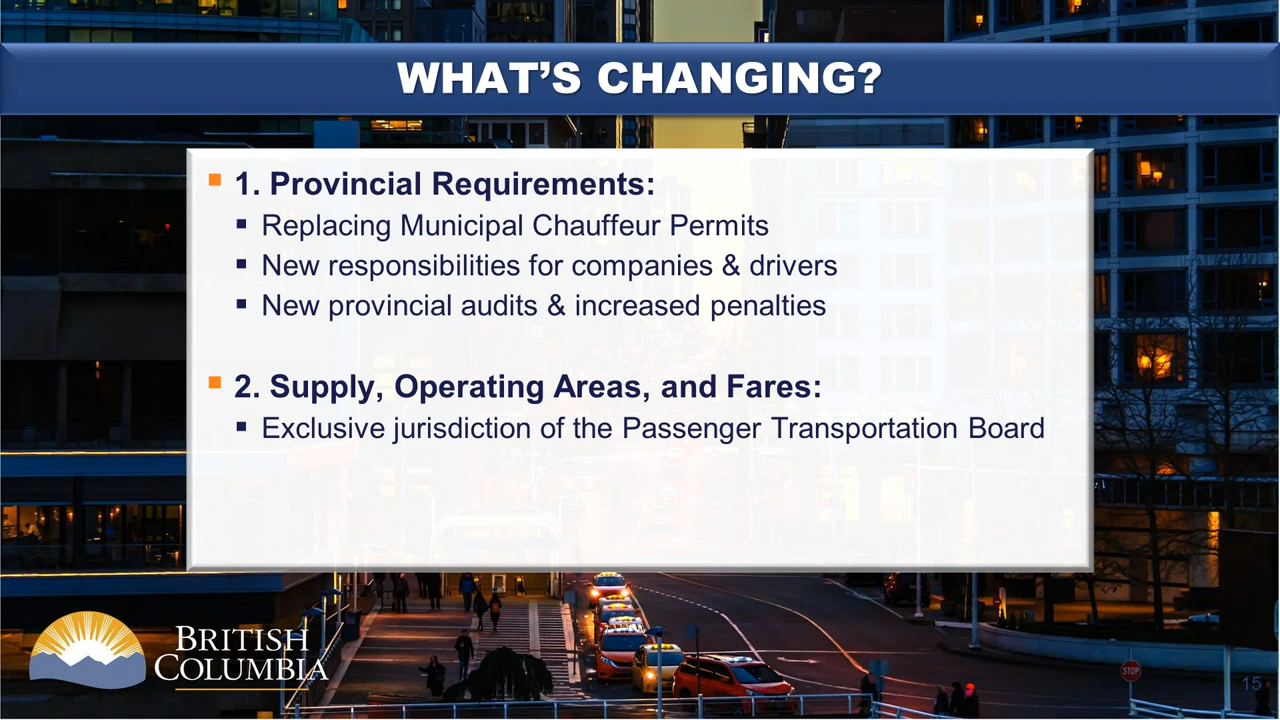 WHAT'S CHANGING?
1. Provincial Requirements:
Replacing Municipal Chauffeur Permits
New responsibilities for companies & drivers
New provincial audits & increased penalties
2. Supply, Operating Areas, and Fares:
Exclusive jurisdiction of the Passenger Transportation Board
BRITISH
COLUMBIA
STOP
15